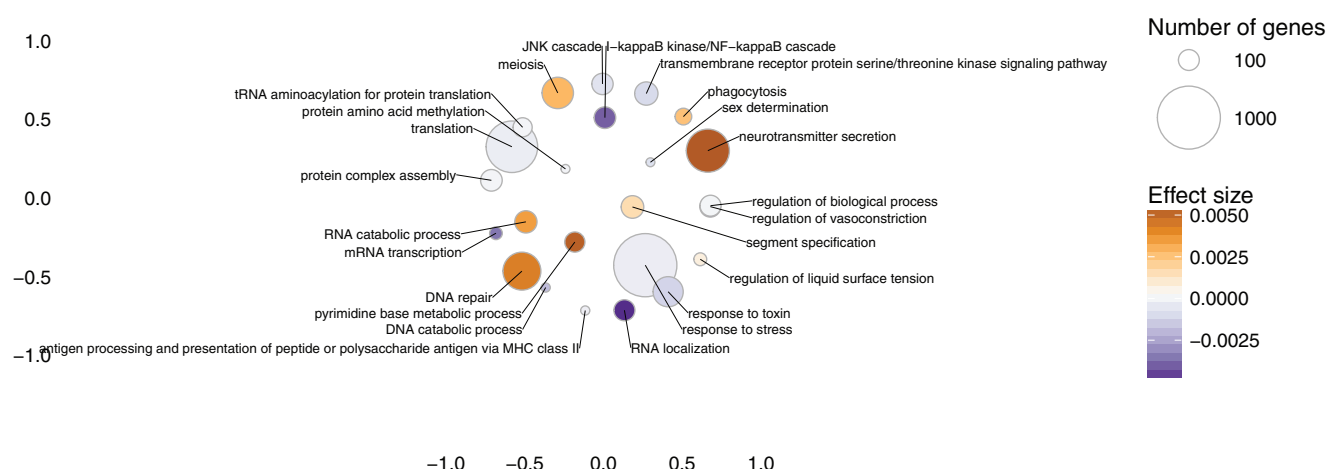 Number of genes
100
1000
Effect size
0.0050
0.0025
0.0000
−0.0025
1.0
0.5
0.0
−0.5
−1.0
JNK cascade
I−kappaB kinase/NF−kappaB cascade
meiosis
transmembrane receptor protein serine/threonine kinase signaling pathway
tRNA aminoacylation for protein translation
phagocytosis
protein amino acid methylation
sex determination
translation
neurotransmitter secretion
protein complex assembly
regulation of biological process
regulation of vasoconstriction
RNA catabolic process
segment specification
mRNA transcription
regulation of liquid surface tension
DNA repair
pyrimidine base metabolic process
response to toxin
DNA catabolic process
response to stress
antigen processing and presentation of peptide or polysaccharide antigen via MHC class II
RNA localization
−1.0 −0.5 0.0 0.5 1.0